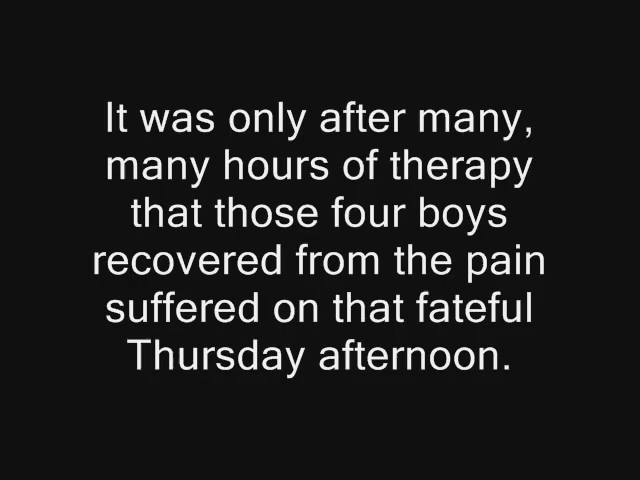 It was only after many,
many hours of therapy
that those four boys
recovered from the pain
suffered on that fateful
Thursday afternoon.